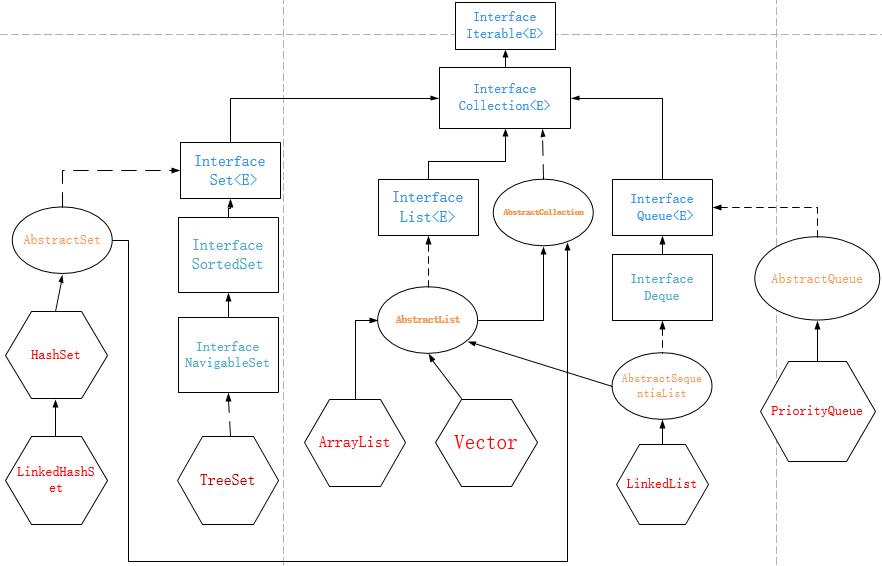 Interface
Iterable<E>
Interface
Collection<E>
Interface
Set<E>
Interface
List<E>
AbstractCollection
Interface
Queue<E>
AbstractSet
Interface
SortedSet
Interface
Deque
AbstractQueue
AbstractList
HashSet
Interface
NavigableSet
AbstractSeque
ntiaList
PriorityQueue
ArrayList
Vector
LinkedHashS
et
TreeSet
LinkedList